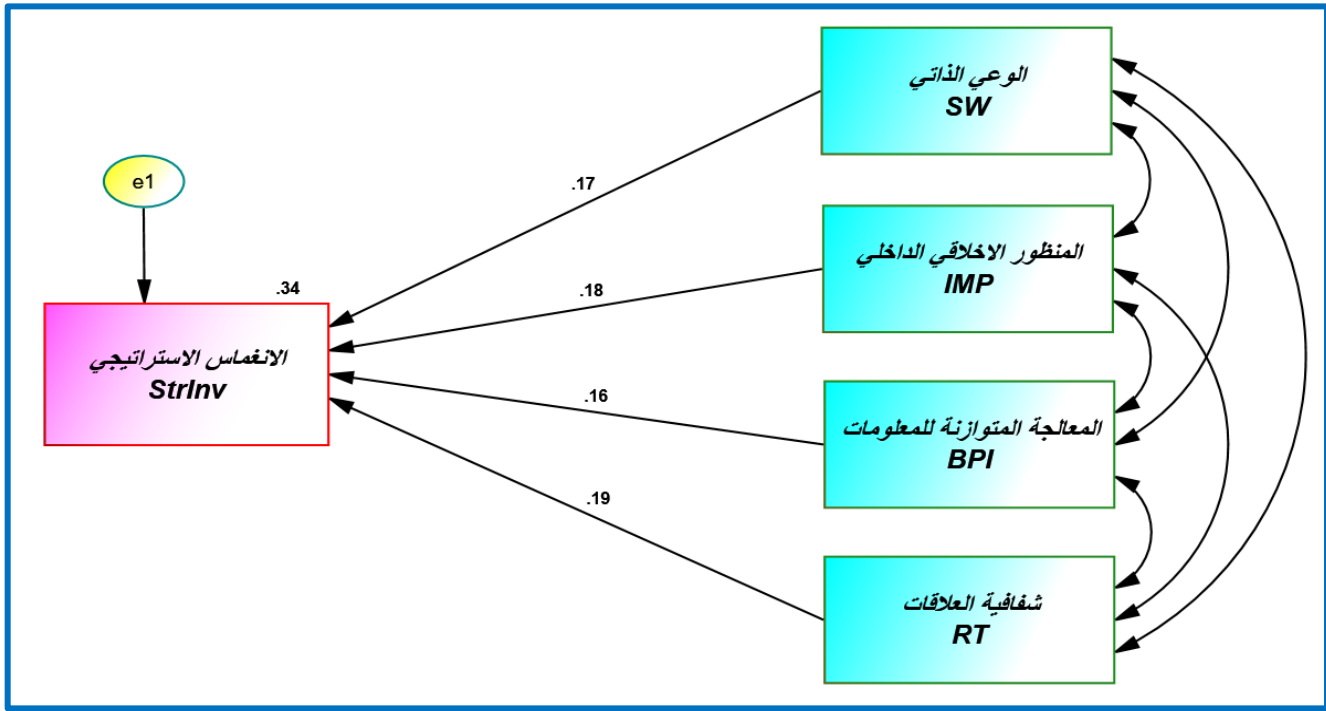 الوعي الذاتي
SW
e1
.17
المنظور الاخلاقي الداخلي
IMP
.34
.18
الانغماس الاستراتيجي
StrInv
.16
المعالجة المتوازنة للمعلومات
BPI
.19
شفافية العلاقات
RT